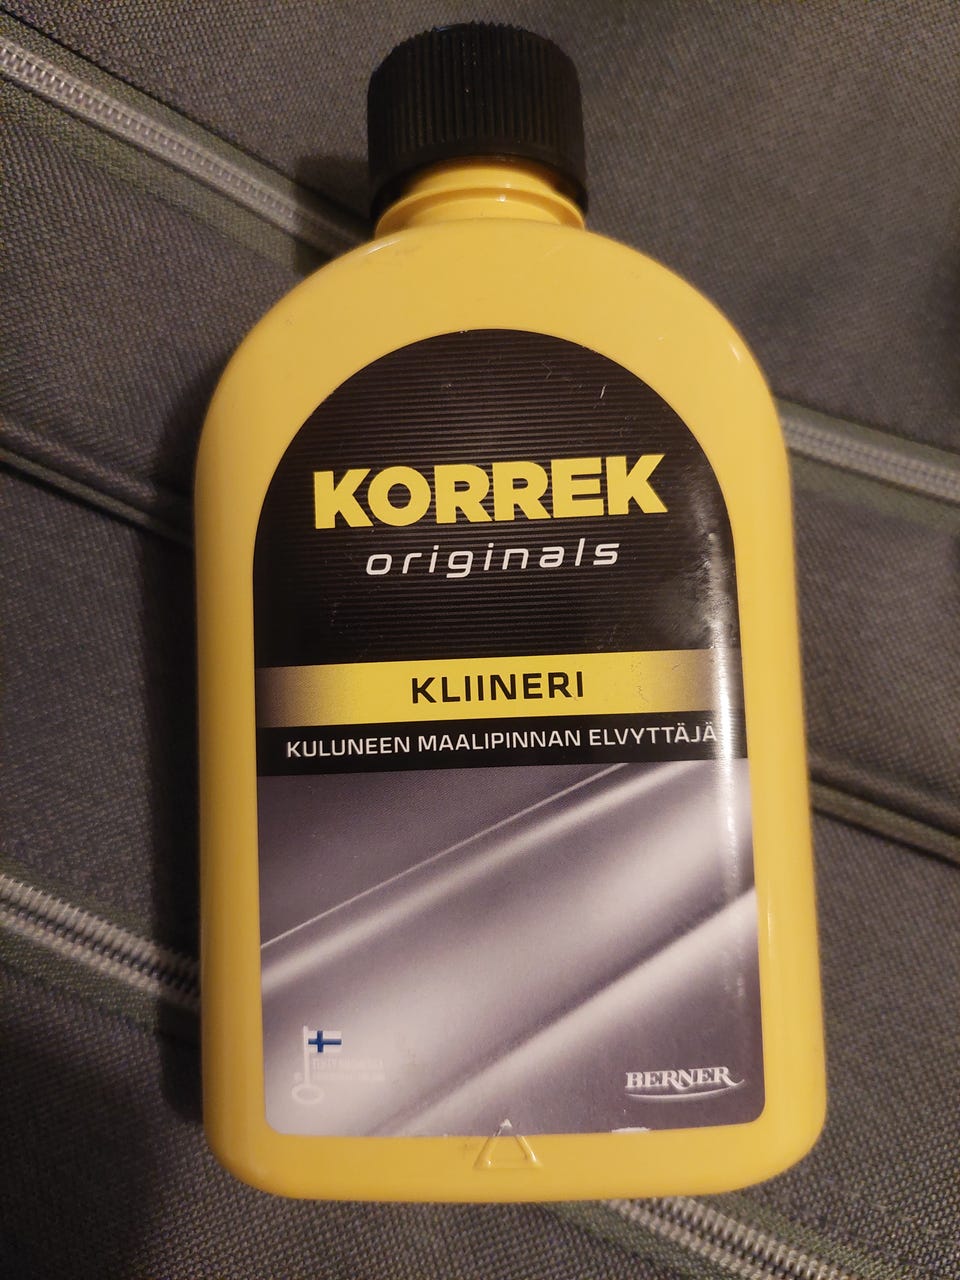 KORREK
originals
KLIINERI
KULUNEEN MAALIPINNAN ELVYTTÄJÄ
BERNER